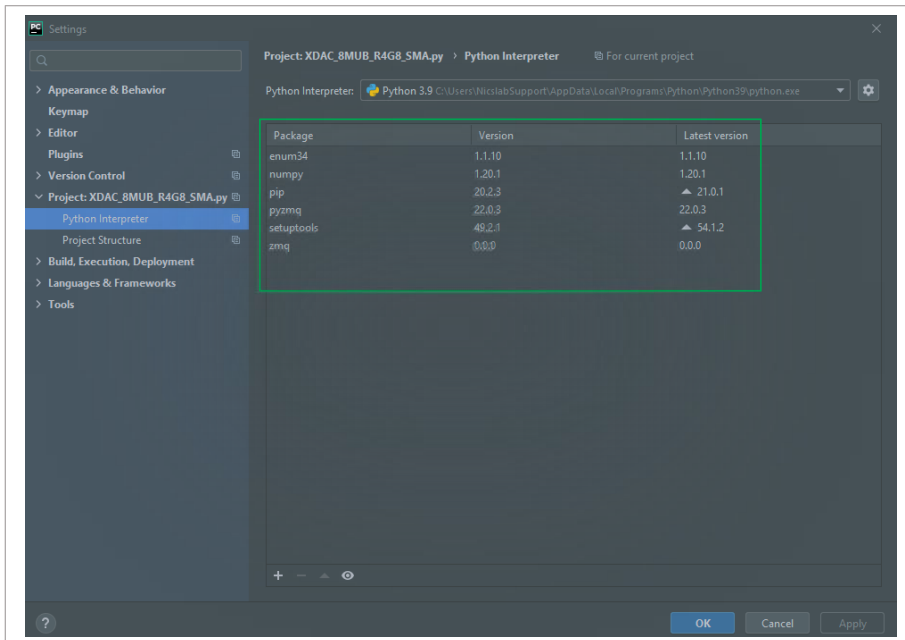 PC Settings
Project: XDAC_8MUB_R4G8_SMA.py > Python Interpreter For current project
Appearance & Behavior
Keymap
Editor
Plugins
Version Control
Project: XDAC_8MUB_R4G8_SMA.py
Python Interpreter
Project Structure
Build, Execution, Deployment
Languages & Frameworks
Tools
Python Interpreter: Python 3.9 C:\Users\NicslabSupport\AppData\Local\Programs\Python\Python39\python.exe
Package Version Latest version
enum34 1.1.10 1.1.10
numpy 1.20.1 1.20.1
pip 20.2.3 21.0.1
pyzmq 22.0.3 22.0.3
setuptools 49.2.1 54.1.2
zmq 0.0.0 0.0.0
? OK Cancel Apply